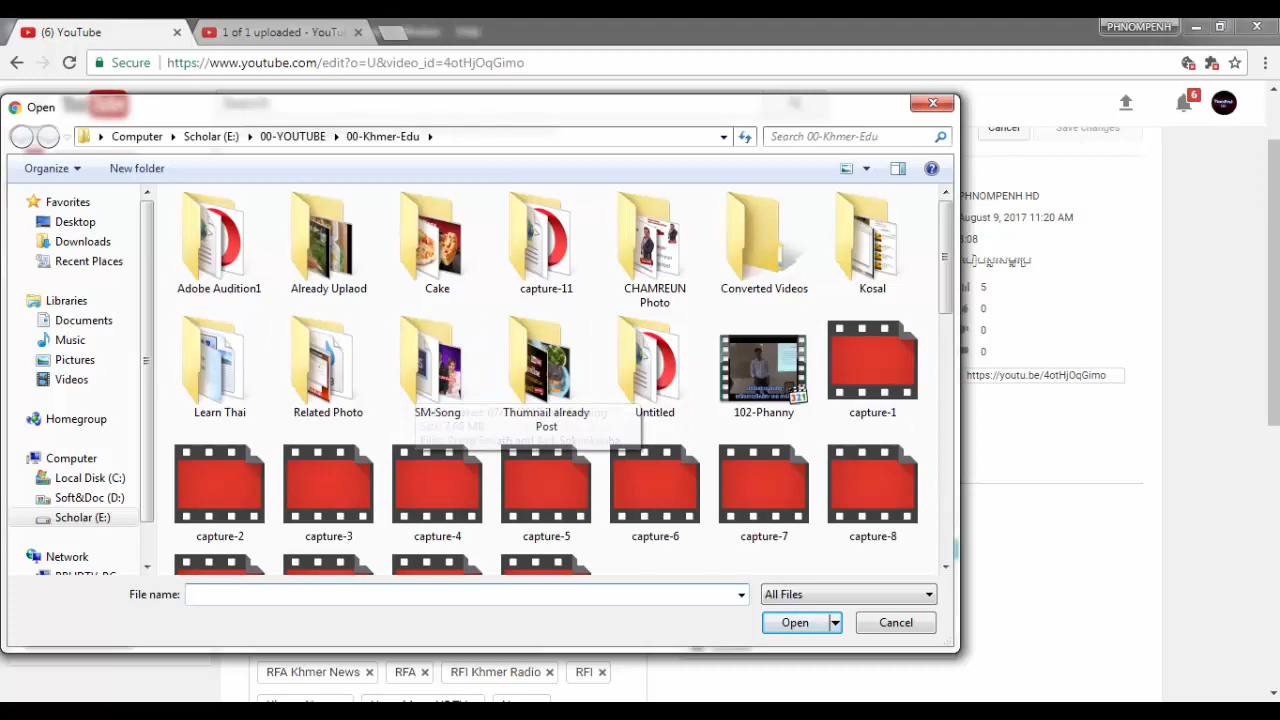 (6) YouTube
1 of 1 uploaded - YouTu
PHNOMPENH
Secure
https://www.youtube.com/edit?o=U&video_id=4otHjOqGimo
6
Open
Search
Cancel
Save changes
Computer
Scholar (E:)
00-YOUTUBE
00-Khmer-Edu
Search 00-Khmer-Edu
Organize
New folder
Favorites
Desktop
Downloads
Recent Places
Libraries
Documents
Music
Pictures
Videos
Homegroup
Computer
Local Disk (C:)
Soft&Doc (D:)
Scholar (E:)
Network
Adobe Audition1
Already Uplaod
Cake
capture-11
CHAMREUN Photo
Converted Videos
Kosal
Learn Thai
Related Photo
SM-Song
Thumnail already Post
Untitled
102-Phanny
capture-1
capture-2
capture-3
capture-4
capture-5
capture-6
capture-7
capture-8
File name:
All Files
Open
Cancel
PHNOMPENH HD
August 9, 2017 11:20 AM
:08
5
0
0
0
https://youtu.be/4otHjOqGimo
RFA Khmer News
RFA
RFI Khmer Radio
RFI